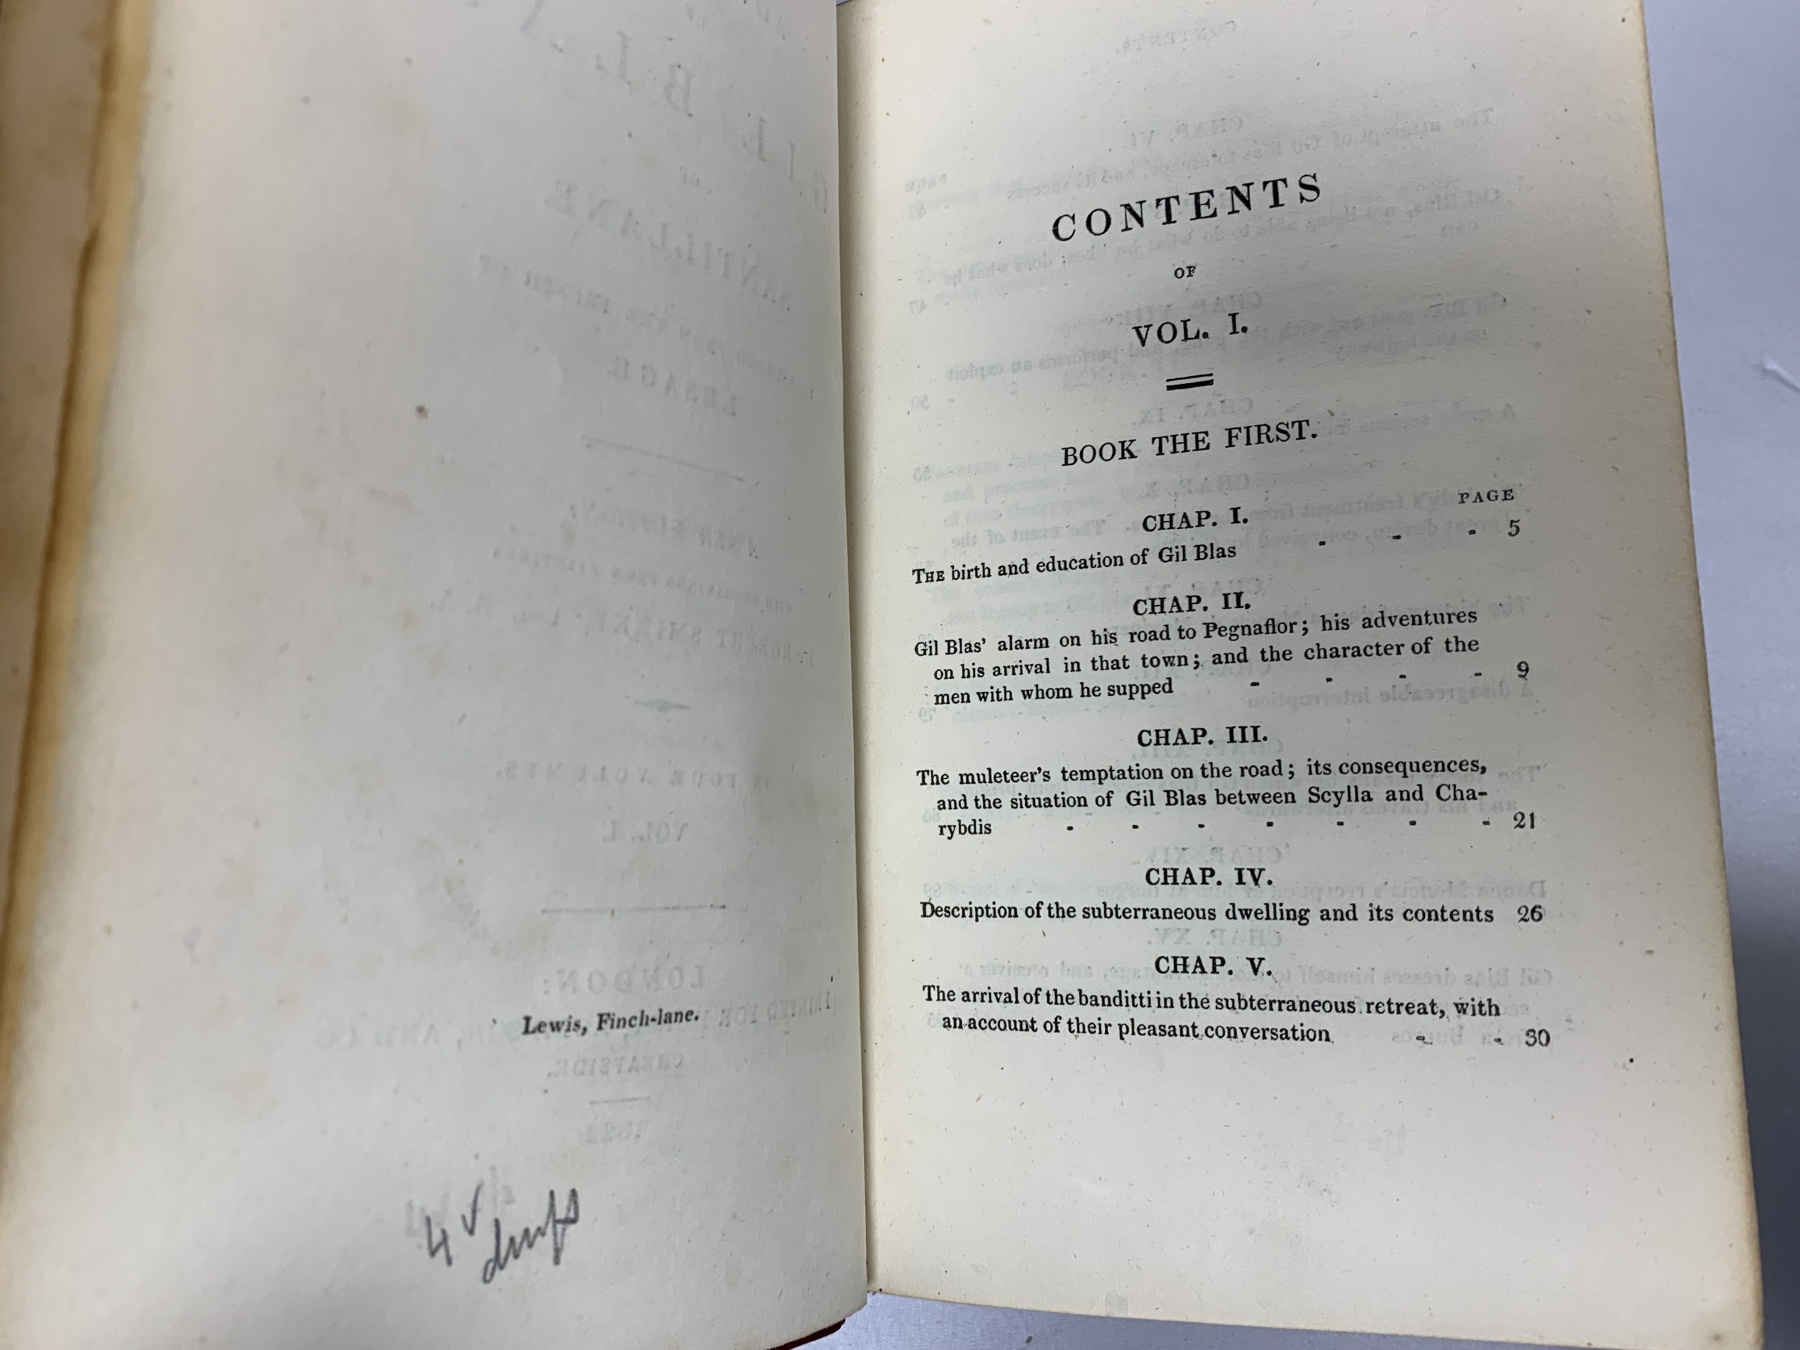 Lewis, Finch-lane.
4 v
CONTENTS
OF
VOL. I.
BOOK THE FIRST.
PAGE
CHAP. I.
THE birth and education of Gil Blas - - - 5
CHAP. II.
Gil Blas' alarm on his road to Pegnaflor; his adventures
on his arrival in that town; and the character of the
men with whom he supped - - - - 9
CHAP. III.
The muleteer's temptation on the road; its consequences,
and the situation of Gil Blas between Scylla and Cha-
rybdis - - - - - - - 21
CHAP. IV.
Description of the subterraneous dwelling and its contents 26
CHAP. V.
The arrival of the banditti in the subterraneous retreat, with
an account of their pleasant conversation - - 30